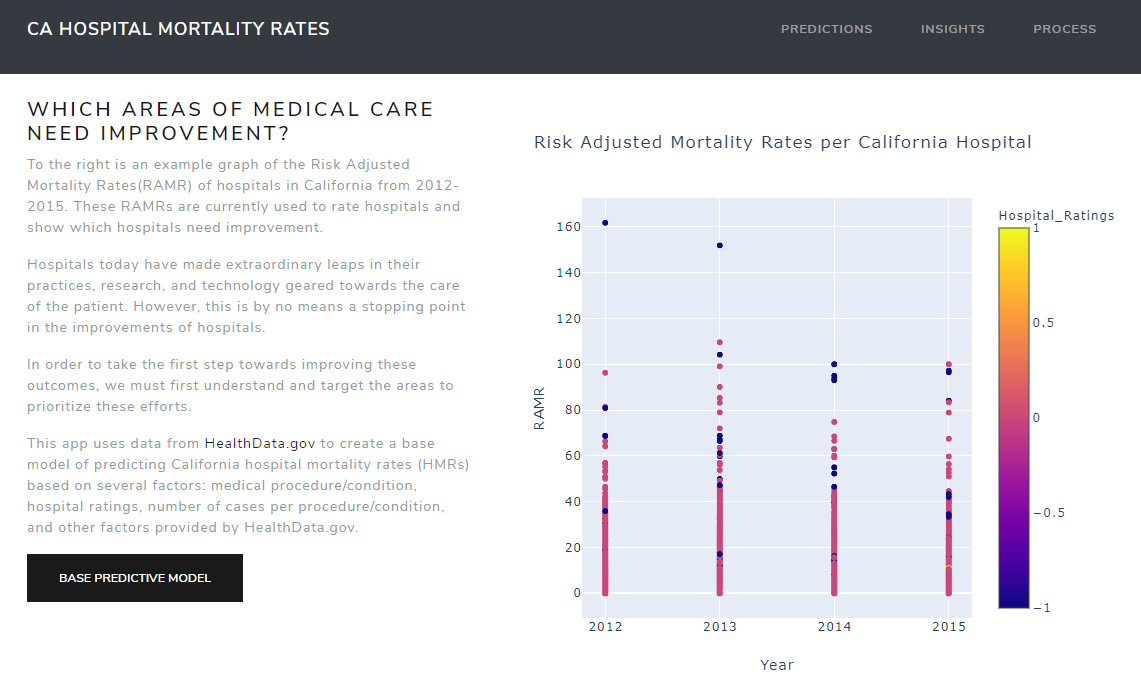 CA HOSPITAL MORTALITY RATES
PREDICTIONS
INSIGHTS
PROCESS
WHICH AREAS OF MEDICAL CARE
NEED IMPROVEMENT?
To the right is an example graph of the Risk Adjusted
Mortality Rates(RAMR) of hospitals in California from 2012-
2015. These RAMRs are currently used to rate hospitals and
show which hospitals need improvement.
Hospitals today have made extraordinary leaps in their
practices, research, and technology geared towards the care
of the patient. However, this is by no means a stopping point
in the improvements of hospitals.
In order to take the first step towards improving these
outcomes, we must first understand and target the areas to
prioritize these efforts.
This app uses data from HealthData.gov to create a base
model of predicting California hospital mortality rates (HMRs)
based on several factors: medical procedure/condition,
hospital ratings, number of cases per procedure/condition,
and other factors provided by HealthData.gov.
BASE PREDICTIVE MODEL
Risk Adjusted Mortality Rates per California Hospital
RAMR
160
140
120
100
80
60
40
20
0
2012
2013
2014
2015
Year
Hospital_Ratings
1
0.5
0
−0.5
−1